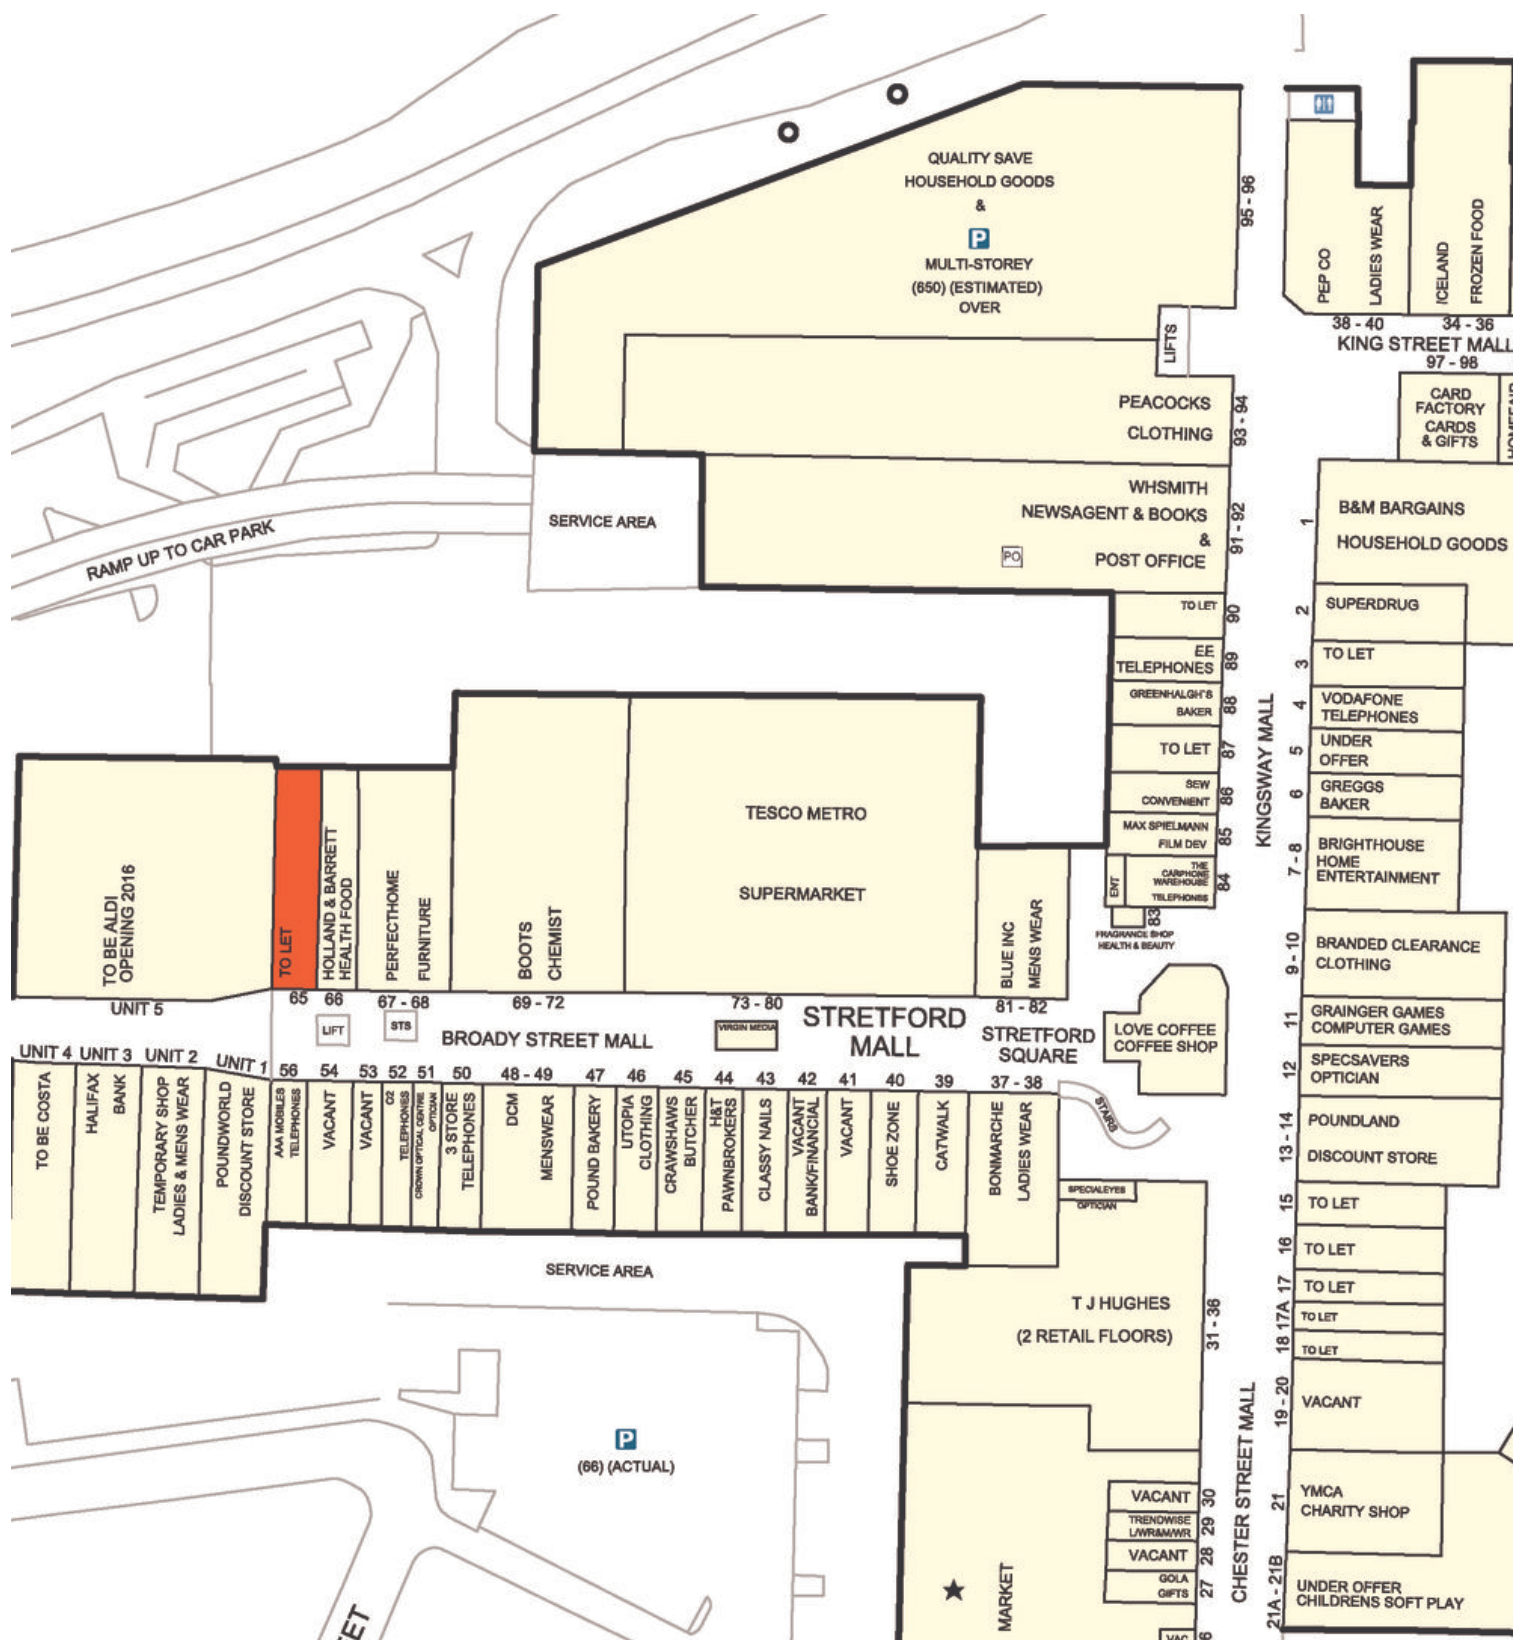 QUALITY SAVE
HOUSEHOLD GOODS
&
P
MULTI-STOREY
(650) (ESTIMATED)
OVER
95 - 96
LIFTS
PEP CO
LADIES WEAR
38 - 40
ICELAND
FROZEN FOOD
34 - 36
KING STREET MALL
97 - 98
CARD
FACTORY
CARDS
& GIFTS
PEACOCKS
CLOTHING
93 - 94
WHSMITH
NEWSAGENT & BOOKS
&
POST OFFICE
PO
91 - 92
SERVICE AREA
RAMP UP TO CAR PARK
B&M BARGAINS
HOUSEHOLD GOODS
1
TO LET
90
SUPERDRUG
2
EE
TELEPHONES
89
TO LET
3
GREENHALGH'S
BAKER
88
VODAFONE
TELEPHONES
4
TO LET
87
UNDER
OFFER
5
SEW
CONVENIENT
86
GREGGS
BAKER
6
MAX SPIELMANN
FILM DEV
85
BRIGHTHOUSE
HOME
ENTERTAINMENT
7 - 8
ENT
THE
CARPHONE
WAREHOUSE
TELEPHONES
84
83
FRAGRANCE SHOP
HEALTH & BEAUTY
KINGSWAY MALL
TO BE ALDI
OPENING 2016
UNIT 5
TO LET
65
HOLLAND & BARRETT
HEALTH FOOD
66
PERFECTHOME
FURNITURE
67 - 68
BOOTS
CHEMIST
69 - 72
TESCO METRO
SUPERMARKET
73 - 80
BLUE INC
MENS WEAR
81 - 82
BRANDED CLEARANCE
CLOTHING
9 - 10
LIFT
STS
BROADY STREET MALL
VIRGIN MEDIA
STRETFORD
MALL
STRETFORD
SQUARE
LOVE COFFEE
COFFEE SHOP
GRAINGER GAMES
COMPUTER GAMES
11
SPECSAVERS
OPTICIAN
12
UNIT 4
TO BE COSTA
UNIT 3
HALIFAX
BANK
UNIT 2
TEMPORARY SHOP
LADIES & MENS WEAR
UNIT 1
POUNDWORLD
DISCOUNT STORE
56
AAA MOBILES
TELEPHONES
54
VACANT
53
VACANT
52
O2
TELEPHONES
51
CROWN OPTICAL CENTRE
OPTICIAN
50
3 STORE
TELEPHONES
48 - 49
DCM
MENSWEAR
47
POUND BAKERY
46
UTOPIA
CLOTHING
45
CRAWSHAWS
BUTCHER
44
H&T
PAWNBROKERS
43
CLASSY NAILS
42
VACANT
BANK/FINANCIAL
41
VACANT
40
SHOE ZONE
39
CATWALK
37 - 38
BONMARCHE
LADIES WEAR
STAIRS
SPECIALEYES
OPTICIAN
POUNDLAND
DISCOUNT STORE
13 - 14
TO LET
15
TO LET
16
TO LET
17
TO LET
17A
TO LET
18
VACANT
19 - 20
SERVICE AREA
T J HUGHES
(2 RETAIL FLOORS)
31 - 36
P
(66) (ACTUAL)
CHESTER STREET MALL
YMCA
CHARITY SHOP
21
VACANT
30
TRENDWISE
L/WR&M/WR
29
VACANT
28
GOLA
GIFTS
27
MARKET
UNDER OFFER
CHILDRENS SOFT PLAY
21A - 21B